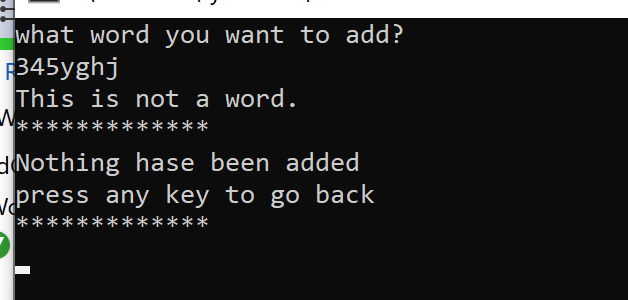 what word you want to add?
345yghj
This is not a word.
*************
Nothing hase been added
press any key to go back
*************